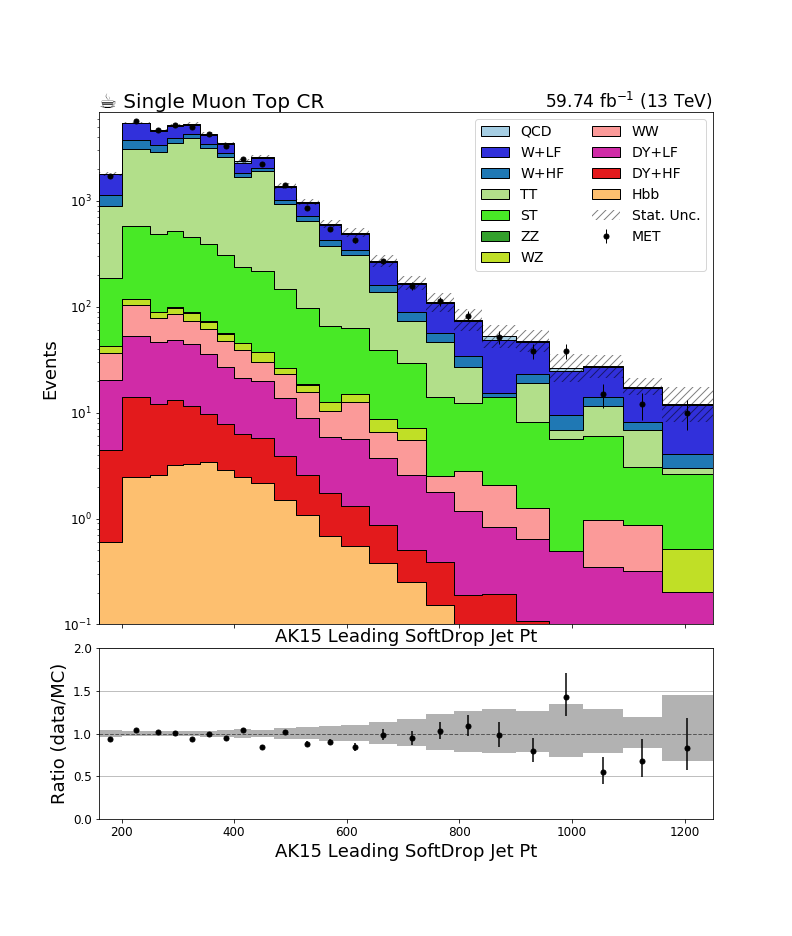 ☕ Single Muon Top CR
59.74 fb⁻¹ (13 TeV)
QCD
W+LF
W+HF
TT
ST
ZZ
WZ
WW
DY+LF
DY+HF
Hbb
Stat. Unc.
MET
Events
10³
10²
10¹
10⁰
10⁻¹
AK15 Leading SoftDrop Jet Pt
Ratio (data/MC)
2.0
1.5
1.0
0.5
0.0
200 400 600 800 1000 1200
AK15 Leading SoftDrop Jet Pt